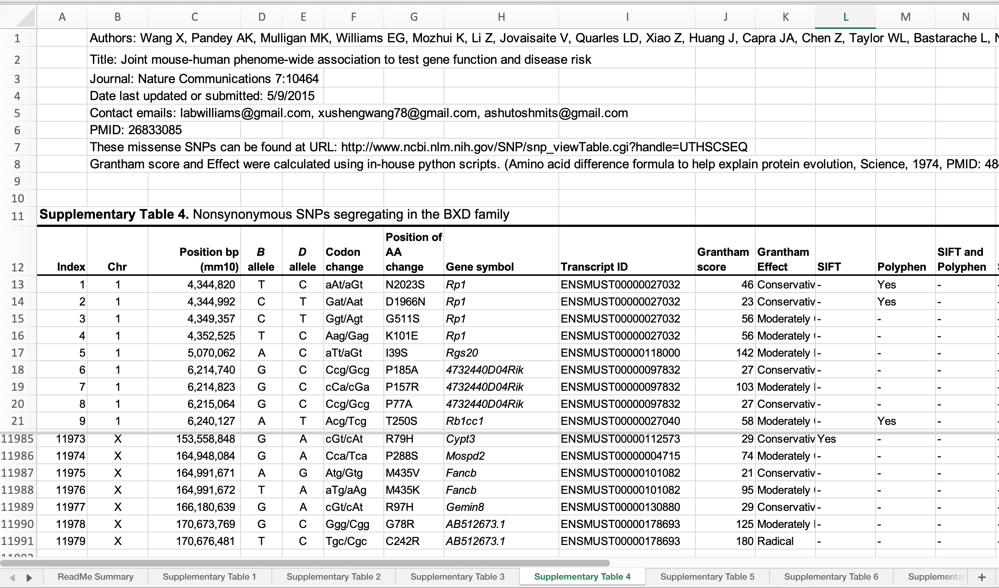 A B C D E F G H I J K L M N
1 Authors: Wang X, Pandey AK, Mulligan MK, Williams EG, Mozhui K, Li Z, Jovaisaite V, Quarles LD, Xiao Z, Huang J, Capra JA, Chen Z, Taylor WL, Bastarache L,
2 Title: Joint mouse-human phenome-wide association to test gene function and disease risk
3 Journal: Nature Communications 7:10464
4 Date last updated or submitted: 5/9/2015
5 Contact emails: labwilliams@gmail.com, xushengwang78@gmail.com, ashutoshmits@gmail.com
6 PMID: 26833085
7 These missense SNPs can be found at URL: http://www.ncbi.nlm.nih.gov/SNP/snp_viewTable.cgi?handle=UTHSCSEQ
8 Grantham score and Effect were calculated using in-house python scripts. (Amino acid difference formula to help explain protein evolution, Science, 1974, PMID: 48
9
10
11 Supplementary Table 4. Nonsynonymous SNPs segregating in the BXD family
12 Index Chr Position bp (mm10) B allele D allele Codon change Position of AA change Gene symbol Transcript ID Grantham score Grantham Effect SIFT Polyphen SIFT and Polyphen
13 1 1 4,344,820 T C aAt/aGt N2023S Rp1 ENSMUST00000027032 46 Conservativ - Yes -
14 2 1 4,344,992 C T Gat/Aat D1966N Rp1 ENSMUST00000027032 23 Conservativ - Yes -
15 3 1 4,349,357 C T Ggt/Agt G511S Rp1 ENSMUST00000027032 56 Moderately - - -
16 4 1 4,352,525 T C Aag/Gag K101E Rp1 ENSMUST00000027032 56 Moderately - - -
17 5 1 5,070,062 A C aTt/aGt I39S Rgs20 ENSMUST00000118000 142 Moderately - - -
18 6 1 6,214,740 G C Ccg/Gcg P185A 4732440D04Rik ENSMUST00000097832 27 Conservativ - - -
19 7 1 6,214,823 G C cCa/cGa P157R 4732440D04Rik ENSMUST00000097832 103 Moderately - - -
20 8 1 6,215,064 G C Ccg/Gcg P77A 4732440D04Rik ENSMUST00000097832 27 Conservativ - - -
21 9 1 6,240,127 A T Acg/Tcg T250S Rb1cc1 ENSMUST00000027040 58 Moderately - Yes -
11985 11973 X 153,558,848 G A cGt/cAt R79H Cypt3 ENSMUST00000112573 29 Conservativ Yes - -
11986 11974 X 164,948,084 G A Cca/Tca P288S Mospd2 ENSMUST00000004715 74 Moderately - - -
11987 11975 X 164,991,671 A G Atg/Gtg M435V Fancb ENSMUST00000101082 21 Conservativ - - -
11988 11976 X 164,991,672 T A aTg/aAg M435K Fancb ENSMUST00000101082 95 Moderately - - -
11989 11977 X 166,180,639 G A cGt/cAt R97H Gemin8 ENSMUST00000130880 29 Conservativ - - -
11990 11978 X 170,673,769 G C Ggg/Cgg G78R AB512673.1 ENSMUST00000178693 125 Moderately - - -
11991 11979 X 170,676,481 T C Tgc/Cgc C242R AB512673.1 ENSMUST00000178693 180 Radical - - -
ReadMe Summary Supplementary Table 1 Supplementary Table 2 Supplementary Table 3 Supplementary Table 4 Supplementary Table 5 Supplementary Table 6 Supplementa +